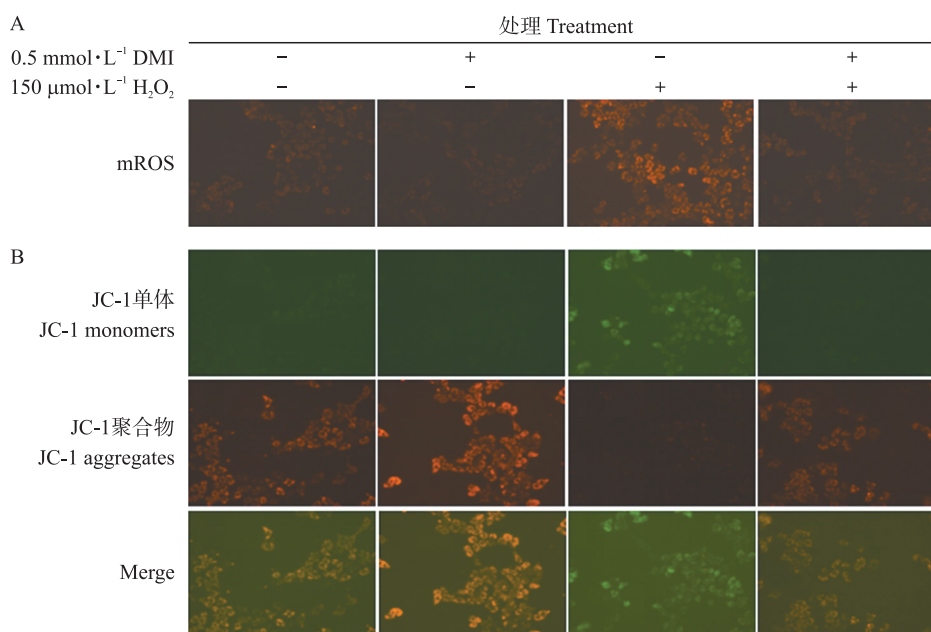 A
处理 Treatment
0.5 mmol·L⁻¹ DMI − + − +
150 μmol·L⁻¹ H₂O₂ − − + +
mROS
B
JC-1单体
JC-1 monomers
JC-1聚合物
JC-1 aggregates
Merge